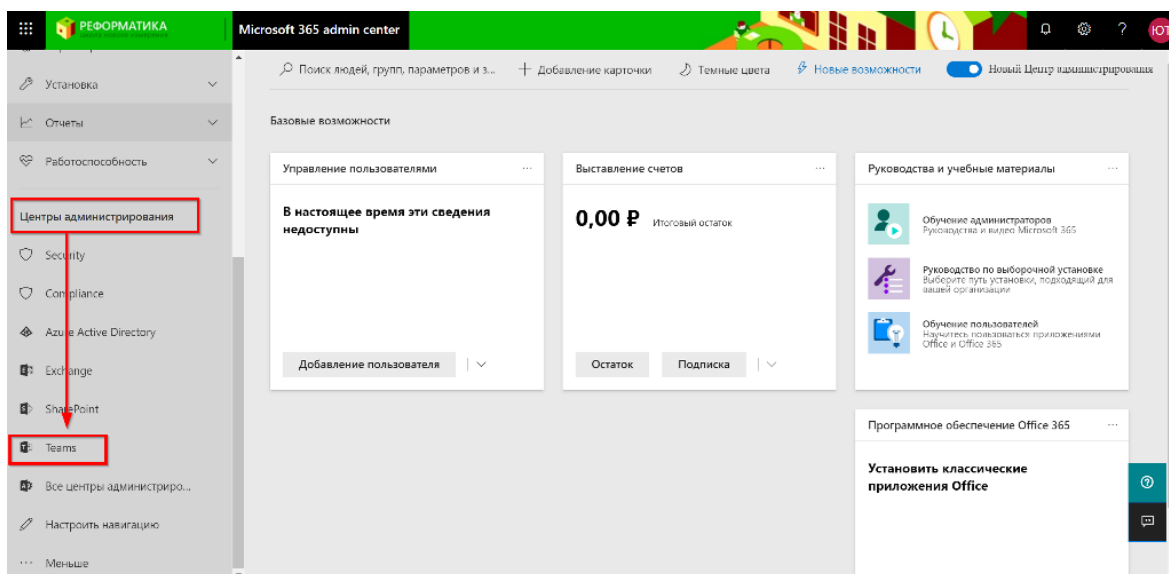 РЕФОРМАТИКА
Microsoft 365 admin center
?
ЮТ
Установка
Отчеты
Работоспособность
Центры администрирования
Security
Compliance
Azure Active Directory
Exchange
SharePoint
Teams
Все центры администриро...
Настроить навигацию
Меньше
Поиск людей, групп, параметров и з...
Добавление карточки
Темные цвета
Новые возможности
Новый Центр администрирования
Базовые возможности
Управление пользователями
В настоящее время эти сведения
недоступны
Добавление пользователя
Выставление счетов
0,00 ₽ Итоговый остаток
Остаток
Подписка
Руководства и учебные материалы
Обучение администраторов
Руководства и видео Microsoft 365
Руководство по выборочной установке
Выберите путь установки, подходящий для
вашей организации
Обучение пользователей
Научитесь пользоваться приложениями
Office и Office 365
Программное обеспечение Office 365
Установить классические
приложения Office